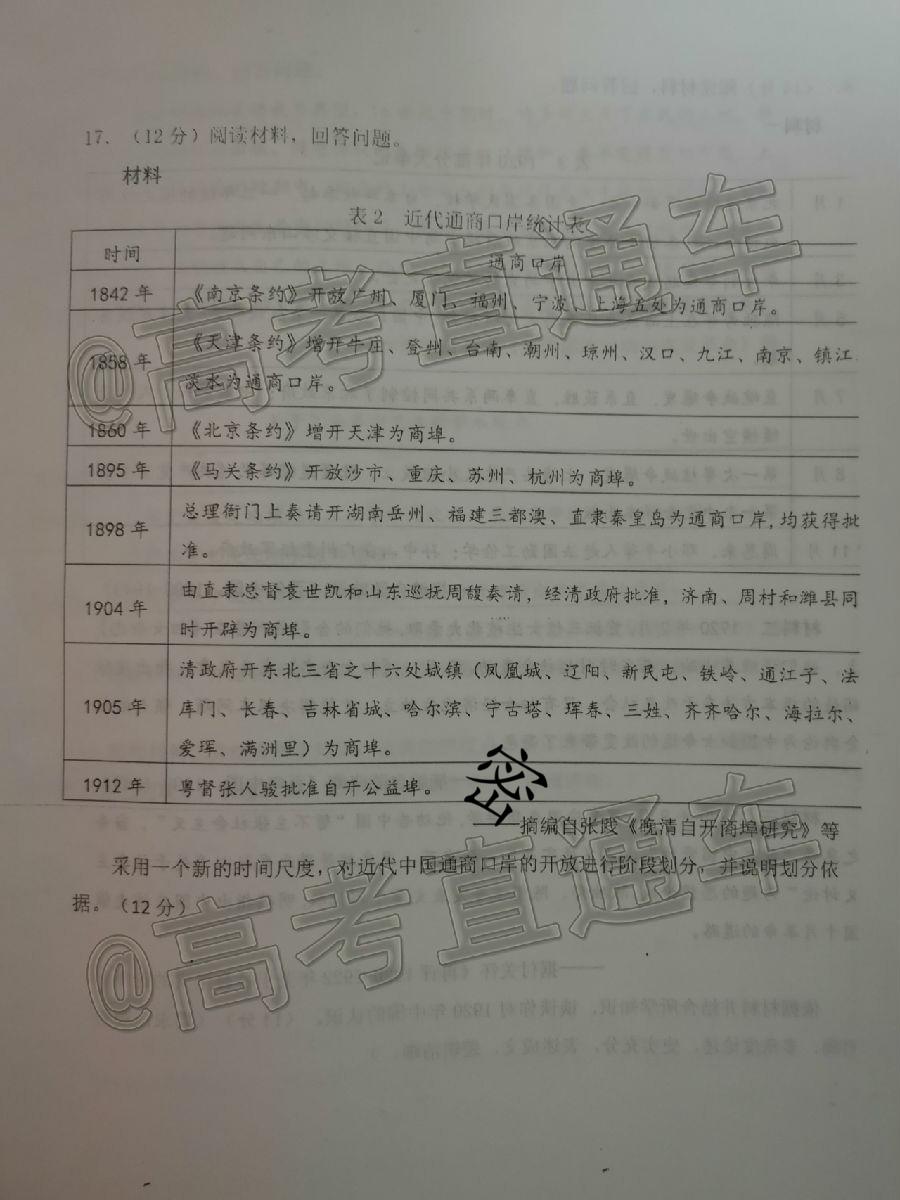 17. （12分）阅读材料，回答问题。
材料
表2 近代通商口岸统计表
时间 通商口岸
1842年 《南京条约》开放广州、厦门、福州、宁波、上海五处为通商口岸。
1858年 《天津条约》增开牛庄、登州、台南、潮州、琼州、汉口、九江、南京、镇江、
淡水为通商口岸。
1860年 《北京条约》增开天津为商埠。
1895年 《马关条约》开放沙市、重庆、苏州、杭州为商埠。
1898年 总理衙门上奏请开湖南岳州、福建三都澳、直隶秦皇岛为通商口岸,均获得批
准。
1904年 由直隶总督袁世凯和山东巡抚周馥奏请，经清政府批准，济南、周村和潍县同
时开辟为商埠。
1905年 清政府开东北三省之十六处城镇（凤凰城、辽阳、新民屯、铁岭、通江子、法
库门、长春、吉林省城、哈尔滨、宁古塔、珲春、三姓、齐齐哈尔、海拉尔、
爱珲、满洲里）为商埠。
1912年 粤督张人骏批准自开公益埠。
密
——摘编自张践《晚清自开商埠研究》等
采用一个新的时间尺度，对近代中国通商口岸的开放进行阶段划分，并说明划分依
据。（12分）
@高考直通车
@高考直通车